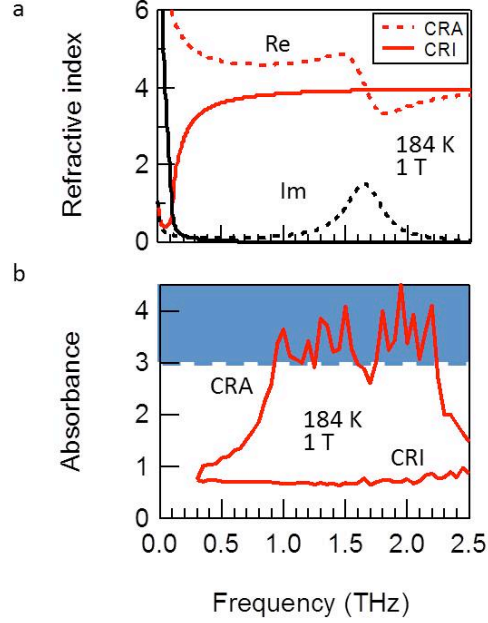 a
6
4
2
0
Refractive index
Re
Im
CRA
CRI
184 K
1 T
b
4
3
2
1
0
Absorbance
CRA
184 K
1 T
CRI
0.0 0.5 1.0 1.5 2.0 2.5
Frequency (THz)